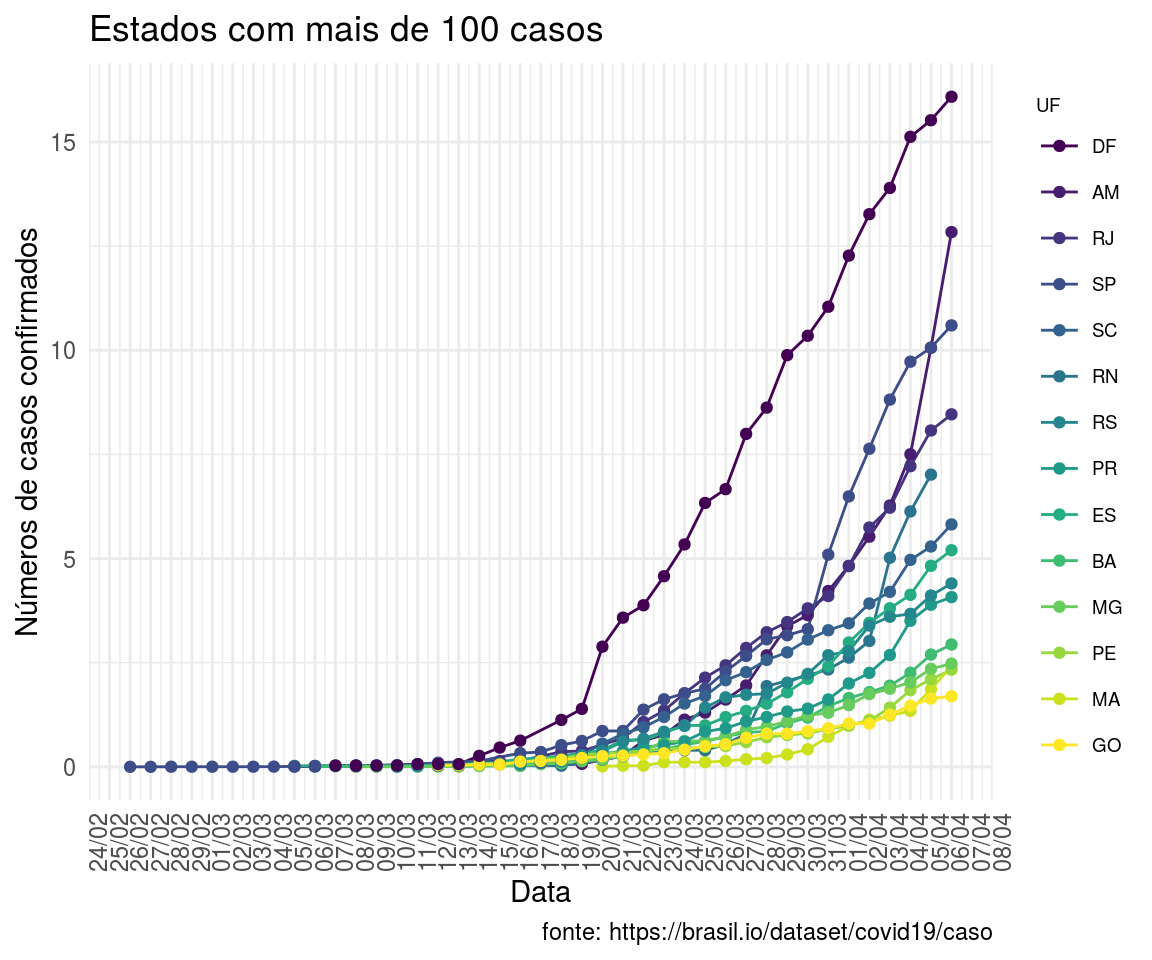 Estados com mais de 100 casos
Números de casos confirmados
15
10
5
0
24/02
25/02
26/02
27/02
28/02
29/02
01/03
02/03
03/03
04/03
05/03
06/03
07/03
08/03
09/03
10/03
11/03
12/03
13/03
14/03
15/03
16/03
17/03
18/03
19/03
20/03
21/03
22/03
23/03
24/03
25/03
26/03
27/03
28/03
29/03
30/03
31/03
01/04
02/04
03/04
04/04
05/04
06/04
07/04
08/04
Data
fonte: https://brasil.io/dataset/covid19/caso
UF
DF
AM
RJ
SP
SC
RN
RS
PR
ES
BA
MG
PE
MA
GO